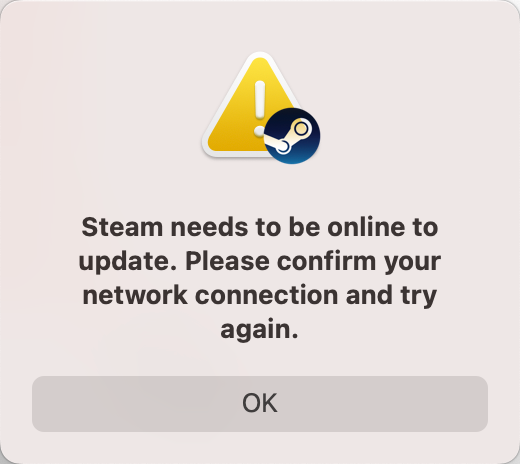 Steam needs to be online to
update. Please confirm your
network connection and try
again.
OK